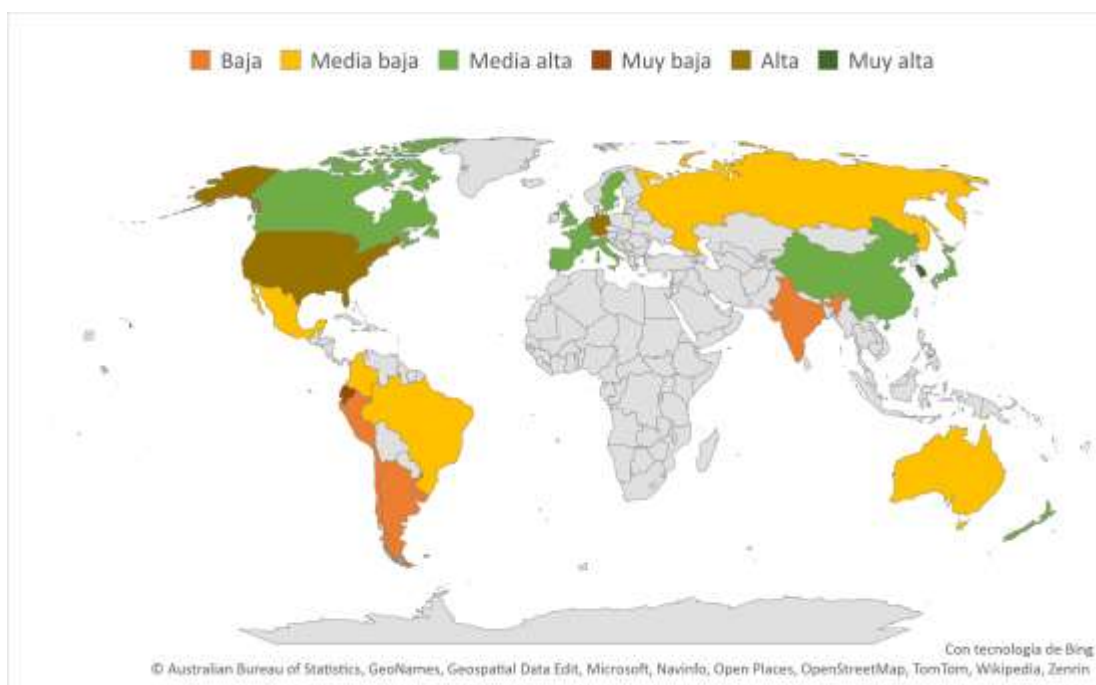 Baja Media baja Media alta Muy baja Alta Muy alta
Con tecnología de Bing
© Australian Bureau of Statistics, GeoNames, Geospatial Data Edit, Microsoft, Navinfo, Open Places, OpenStreetMap, TomTom, Wikipedia, Zenrin